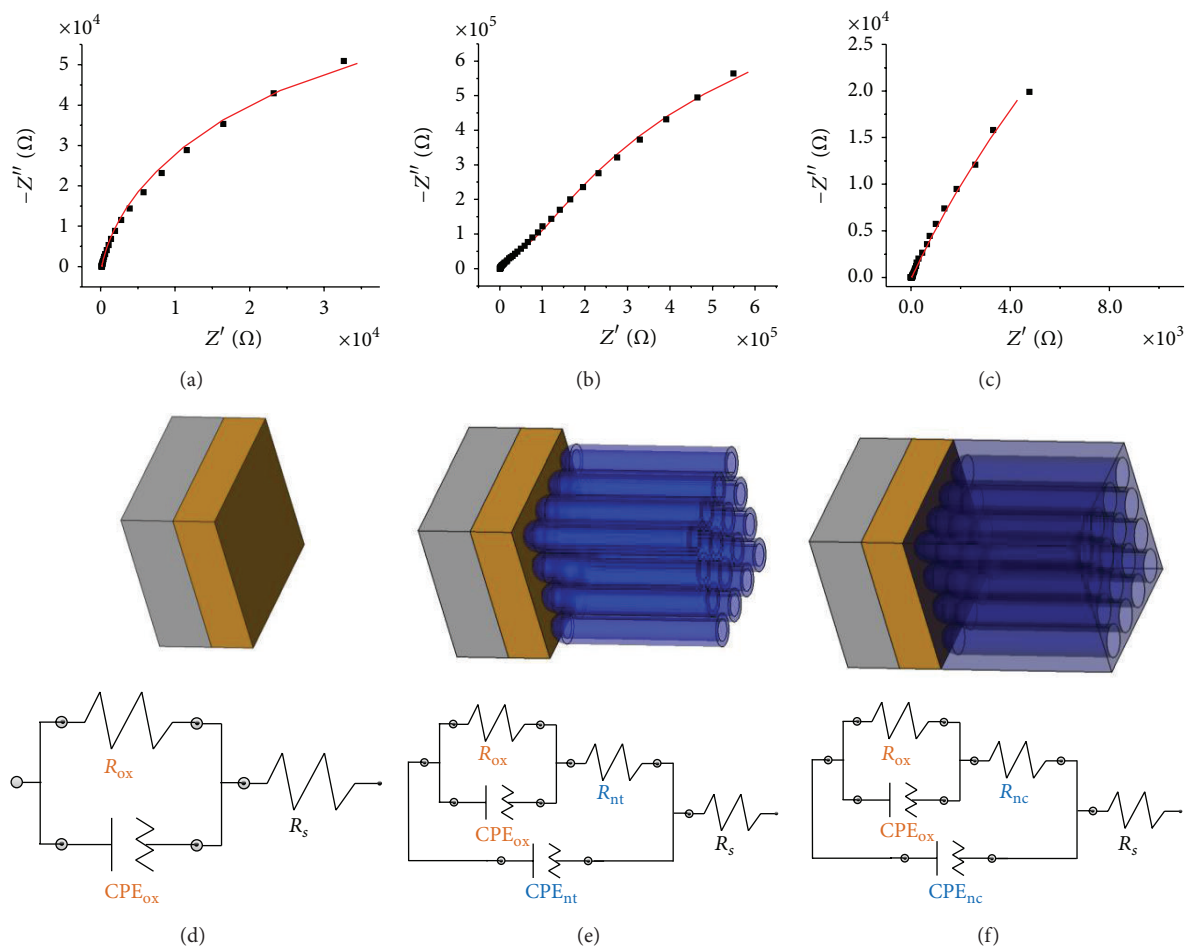 ×10⁴
5
4
3
2
1
0
−Z″ (Ω)
0 1 2 3
Z′ (Ω) ×10⁴
(a)
×10⁵
6
5
4
3
2
1
0
−Z″ (Ω)
0 1 2 3 4 5 6
Z′ (Ω) ×10⁵
(b)
×10⁴
2.5
2.0
1.5
1.0
0.5
0.0
−Z″ (Ω)
0.0 4.0 8.0
Z′ (Ω) ×10³
(c)
R_ox
R_s
CPE_ox
(d)
R_ox
R_nt
CPE_ox
R_s
CPE_nt
(e)
R_ox
R_nc
CPE_ox
R_s
CPE_nc
(f)